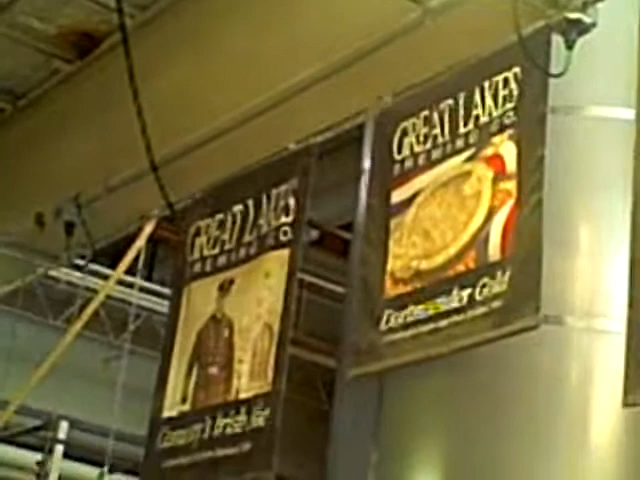 GREAT LAKES
BREWING CO.
Conway's Irish Ale
GREAT LAKES
BREWING CO.
Dortmunder Gold